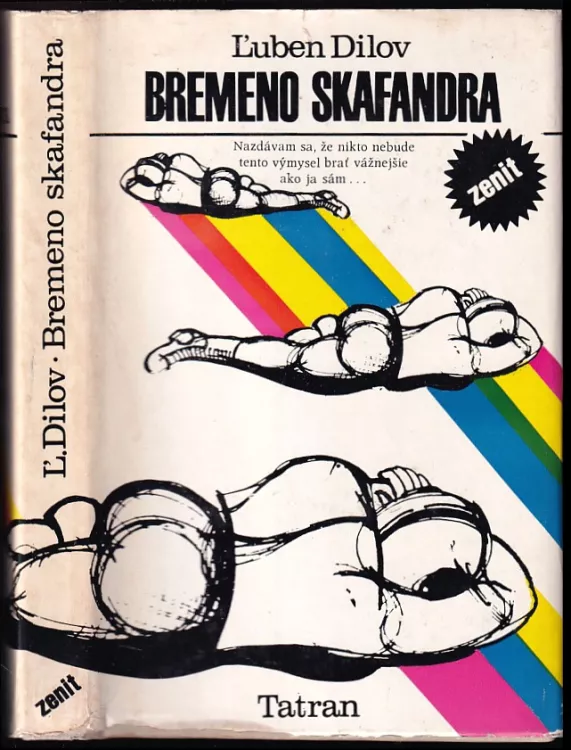 Ľ.Dilov · Bremeno skafandra
zenit
Ľuben Dilov
BREMENO SKAFANDRA
Nazdávam sa, že nikto nebude
tento výmysel brať vážnejšie
ako ja sám...
zenit
Tatran